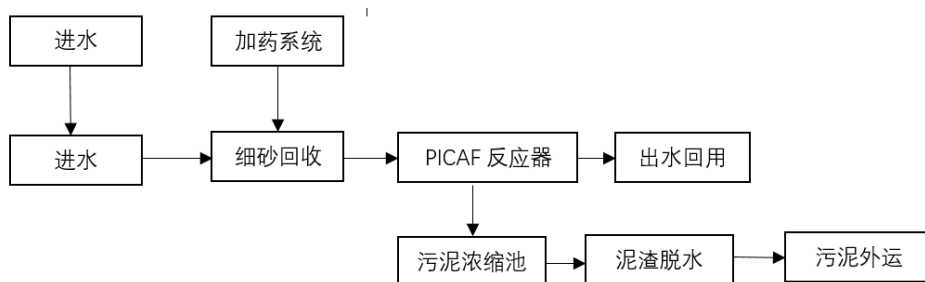 进水
加药系统
进水
细砂回收
PICAF 反应器
出水回用
污泥浓缩池
泥渣脱水
污泥外运